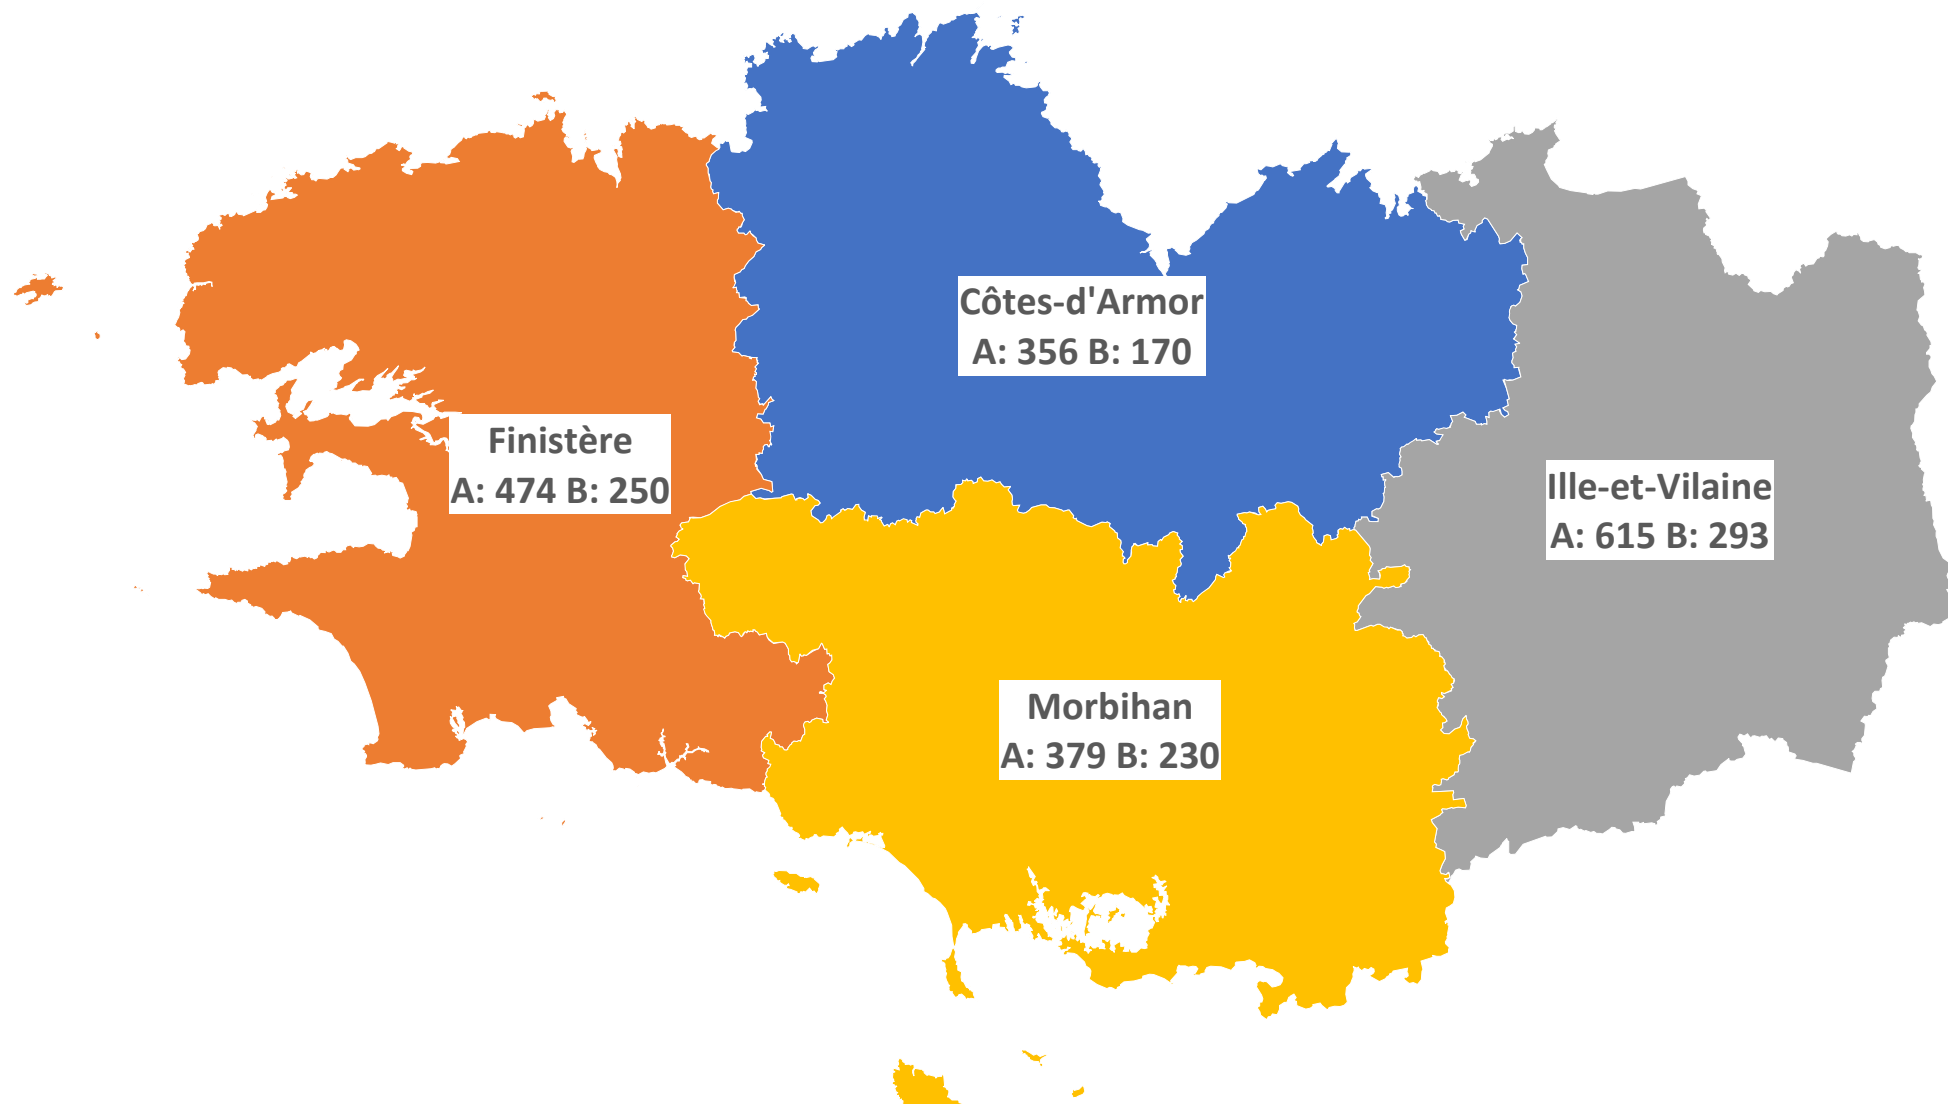 Côtes-d'Armor
A: 356 B: 170
Finistère
A: 474 B: 250
Ille-et-Vilaine
A: 615 B: 293
Morbihan
A: 379 B: 230